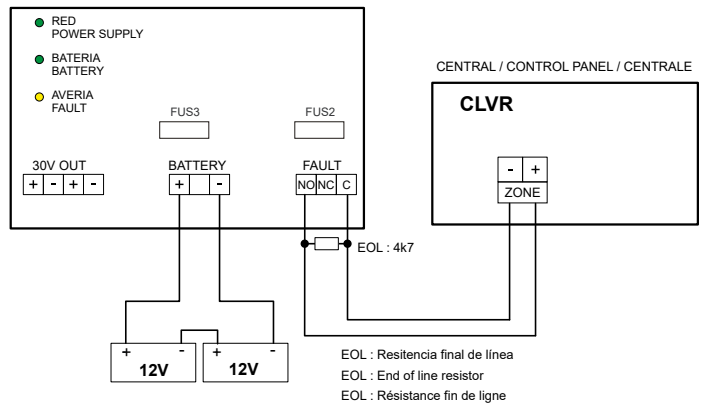 RED
POWER SUPPLY
BATERIA
BATTERY
AVERIA
FAULT
FUS3
FUS2
30V OUT
+ - + -
BATTERY
+ -
FAULT
NO NC C
EOL : 4k7
CENTRAL / CONTROL PANEL / CENTRALE
CLVR
- +
ZONE
+ -
12V
+ -
12V
EOL : Resitencia final de línea
EOL : End of line resistor
EOL : Résistance fin de ligne